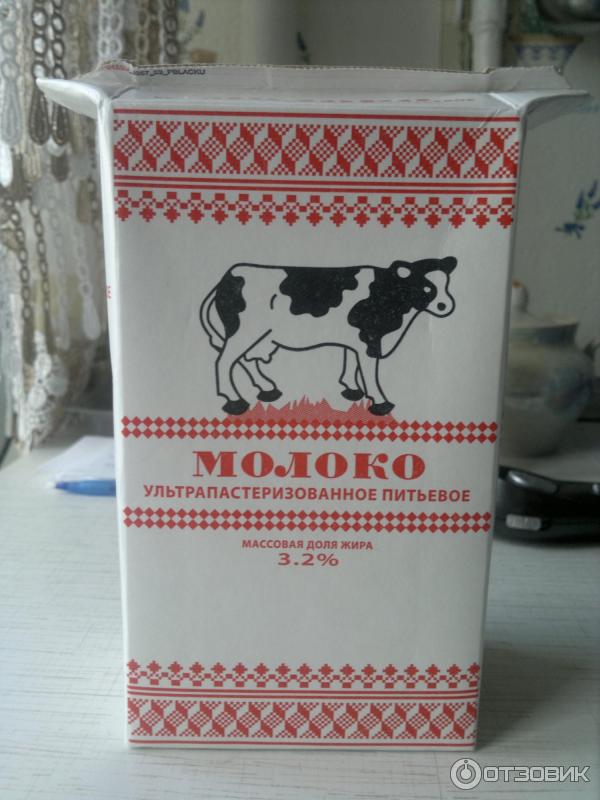 МОЛОКО
УЛЬТРАПАСТЕРИЗОВАННОЕ ПИТЬЕВОЕ
МАССОВАЯ ДОЛЯ ЖИРА
3.2%
ОТЗОВИК